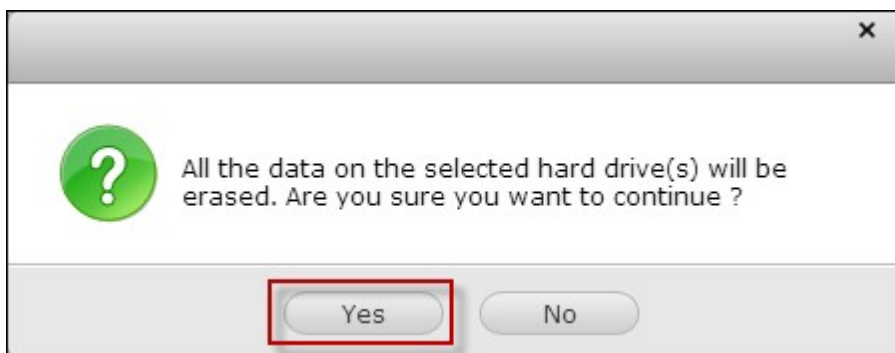 All the data on the selected hard drive(s) will be
erased. Are you sure you want to continue ?
Yes No